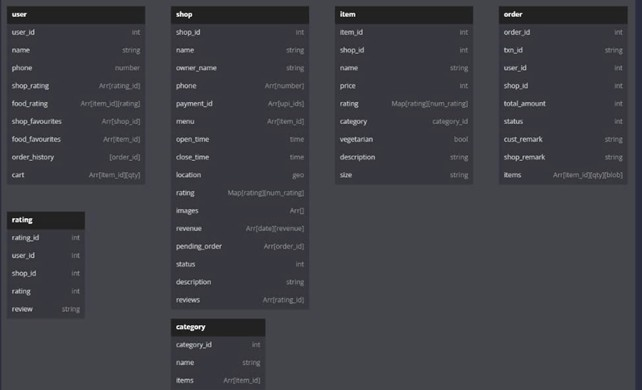 user
user_id int
name string
phone number
shop_rating Arr[rating_id]
food_rating Arr[item_id][rating]
shop_favourites Arr[shop_id]
food_favourites Arr[item_id]
order_history [order_id]
cart Arr[item_id][qty]
rating
rating_id int
user_id int
shop_id int
rating int
review string
shop
shop_id int
name string
owner_name string
phone Arr[number]
payment_id Arr[upi_ids]
menu Arr[item_id]
open_time time
close_time time
location geo
rating Map[rating][num_rating]
images Arr[]
revenue Arr[date][revenue]
pending_order Arr[order_id]
status int
description string
reviews Arr[rating_id]
category
category_id int
name string
items Arr[item_id]
item
item_id int
shop_id int
name string
price int
rating Map[rating][num_rating]
category category_id
vegetarian bool
description string
size string
order
order_id int
txn_id string
user_id int
shop_id int
total_amount int
status int
cust_remark string
shop_remark string
items Arr[item_id][qty][blob]